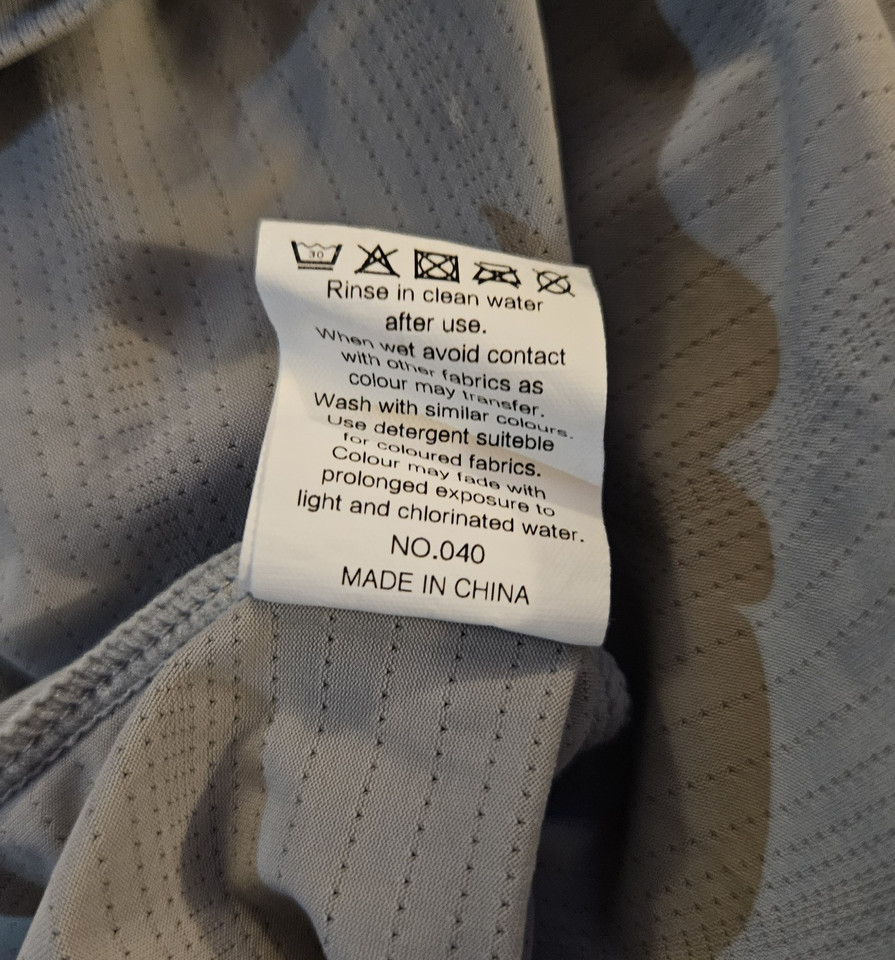 30
Rinse in clean water
after use.
When wet avoid contact
with other fabrics as
colour may transfer.
Wash with similar colours.
Use detergent suiteble
for coloured fabrics.
Colour may fade with
prolonged exposure to
light and chlorinated water.
NO.040
MADE IN CHINA